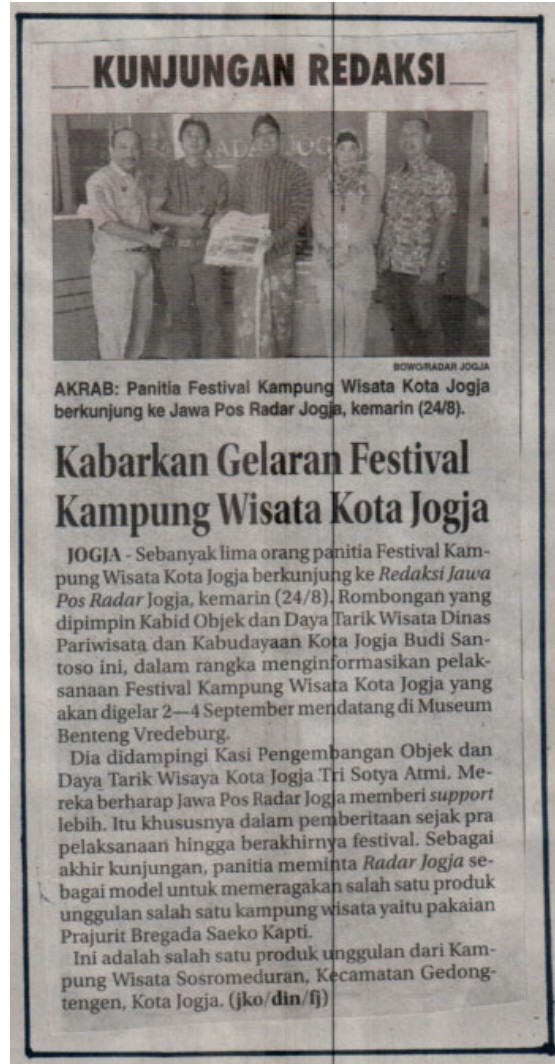 KUNJUNGAN REDAKSI
RADAR JOG
BOWO/RADAR JOGJA
AKRAB: Panitia Festival Kampung Wisata Kota Jogja
berkunjung ke Jawa Pos Radar Jogja, kemarin (24/8).
Kabarkan Gelaran Festival
Kampung Wisata Kota Jogja
JOGJA - Sebanyak lima orang panitia Festival Kam-
pung Wisata Kota Jogja berkunjung ke Redaksi Jawa
Pos Radar Jogja, kemarin (24/8). Rombongan yang
dipimpin Kabid Objek dan Daya Tarik Wisata Dinas
Pariwisata dan Kabudayaan Kota Jogja Budi San-
toso ini, dalam rangka menginformasikan pelak-
sanaan Festival Kampung Wisata Kota Jogja yang
akan digelar 2—4 September mendatang di Museum
Benteng Vredeburg.
Dia didampingi Kasi Pengembangan Objek dan
Daya Tarik Wisaya Kota Jogja Tri Sotya Atmi. Me-
reka berharap Jawa Pos Radar Jogja memberi support
lebih. Itu khususnya dalam pemberitaan sejak pra
pelaksanaan hingga berakhirnya festival. Sebagai
akhir kunjungan, panitia meminta Radar Jogja se-
bagai model untuk memeragakan salah satu produk
unggulan salah satu kampung wisata yaitu pakaian
Prajurit Bregada Saeko Kapti.
Ini adalah salah satu produk unggulan dari Kam-
pung Wisata Sosromeduran, Kecamatan Gedong-
tengen, Kota Jogja. (jko/din/fj)